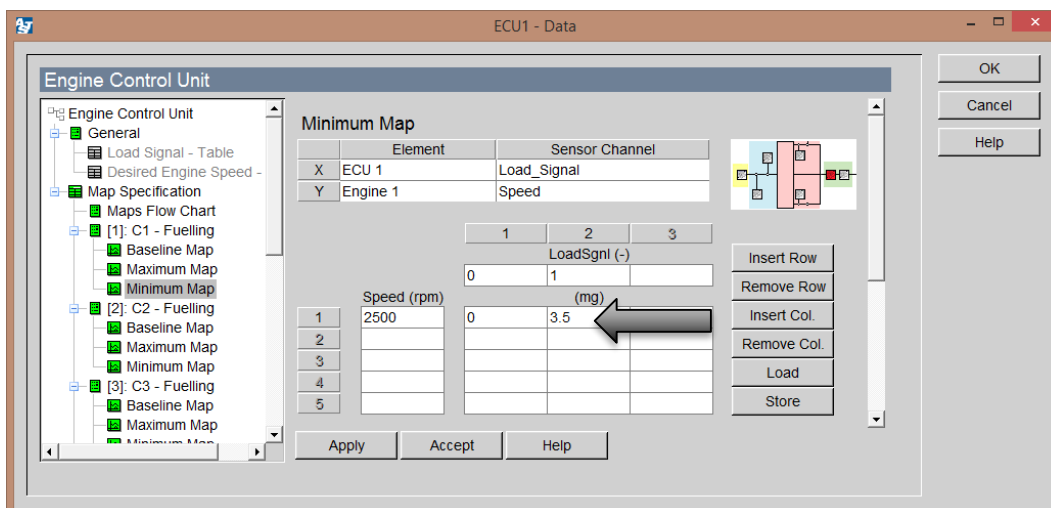 ECU1 - Data
Engine Control Unit
OK
Cancel
Help
Engine Control Unit
General
Load Signal - Table
Desired Engine Speed -
Map Specification
Maps Flow Chart
[1]: C1 - Fuelling
Baseline Map
Maximum Map
Minimum Map
[2]: C2 - Fuelling
Baseline Map
Maximum Map
Minimum Map
[3]: C3 - Fuelling
Baseline Map
Maximum Map
Minimum Map
Minimum Map
Element Sensor Channel
X ECU 1 Load_Signal
Y Engine 1 Speed
1 2 3
LoadSgnl (-)
0 1
Speed (rpm) (mg)
1 2500 0 3.5
2
3
4
5
Insert Row
Remove Row
Insert Col.
Remove Col.
Load
Store
Apply Accept Help